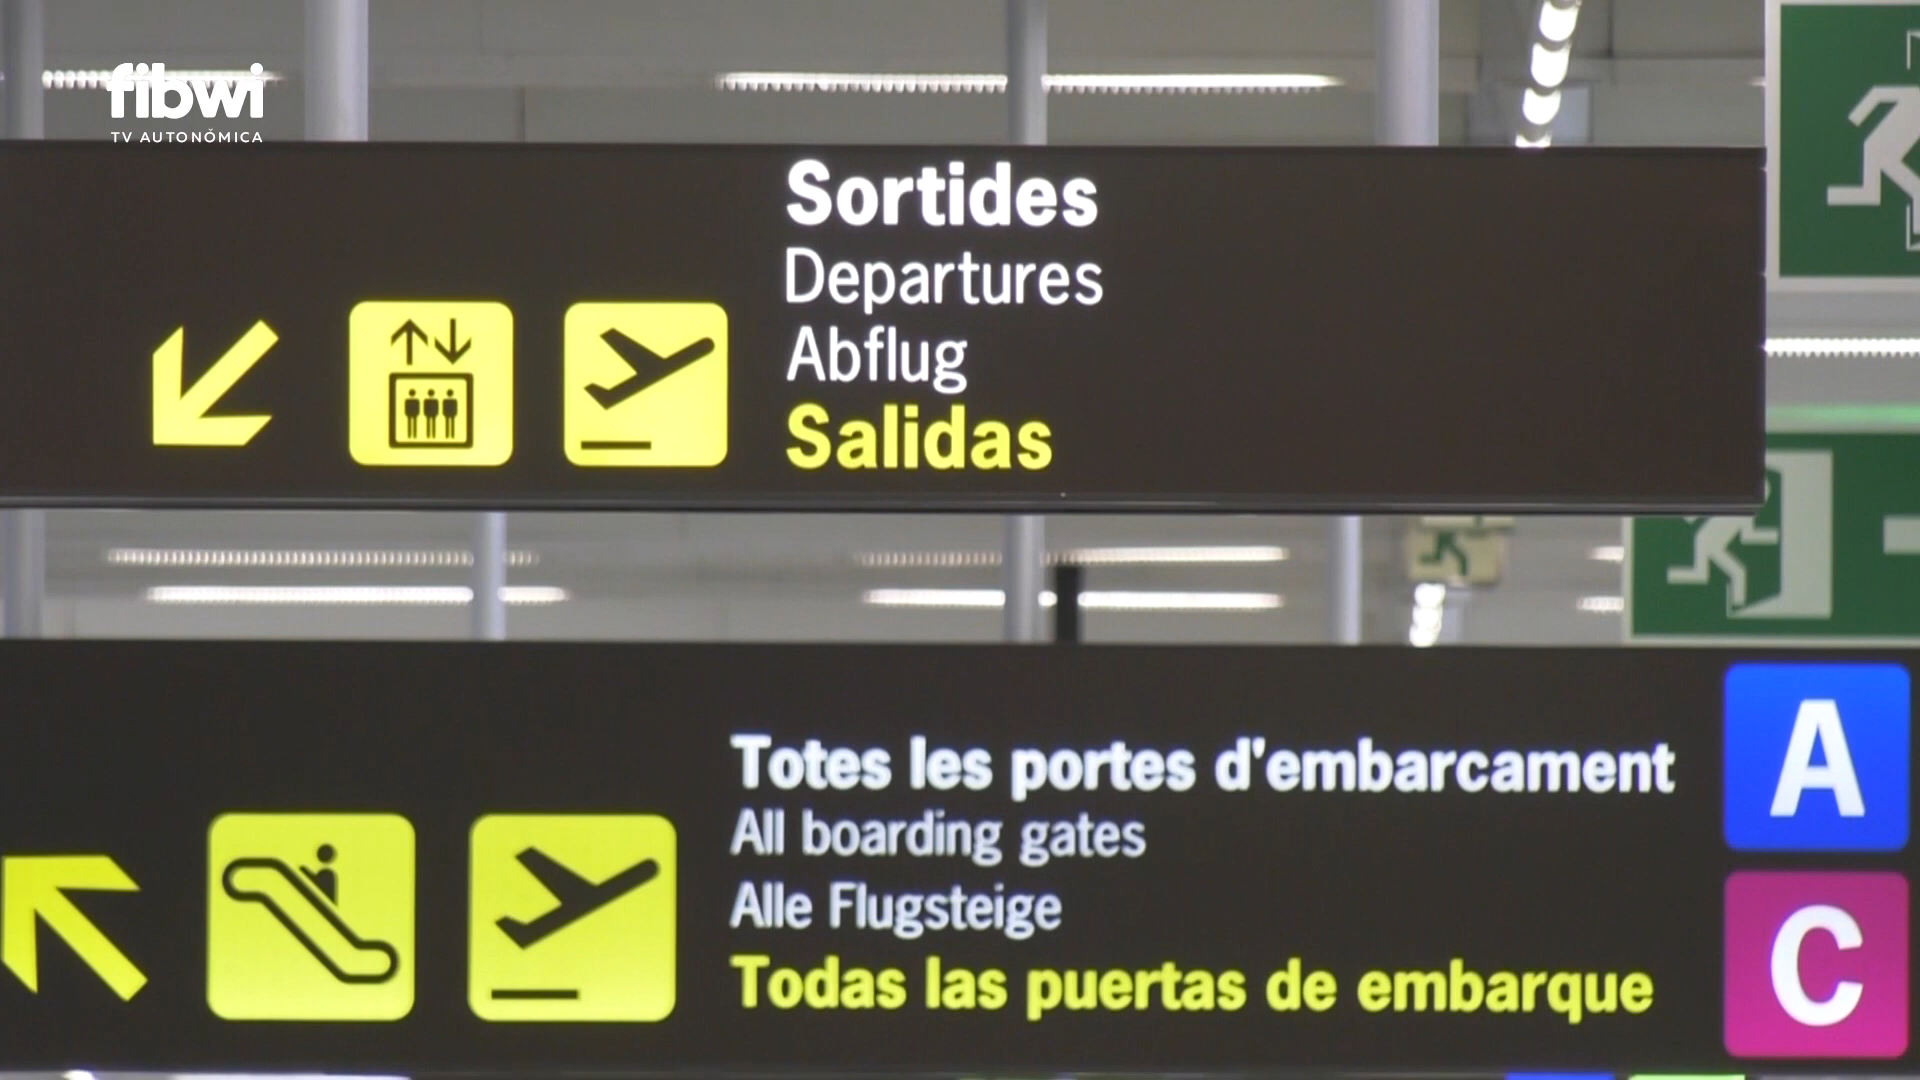 fibwi
TV AUTONÓMICA
Sortides
Departures
Abflug
Salidas
Totes les portes d'embarcament
All boarding gates
Alle Flugsteige
Todas las puertas de embarque
A
C